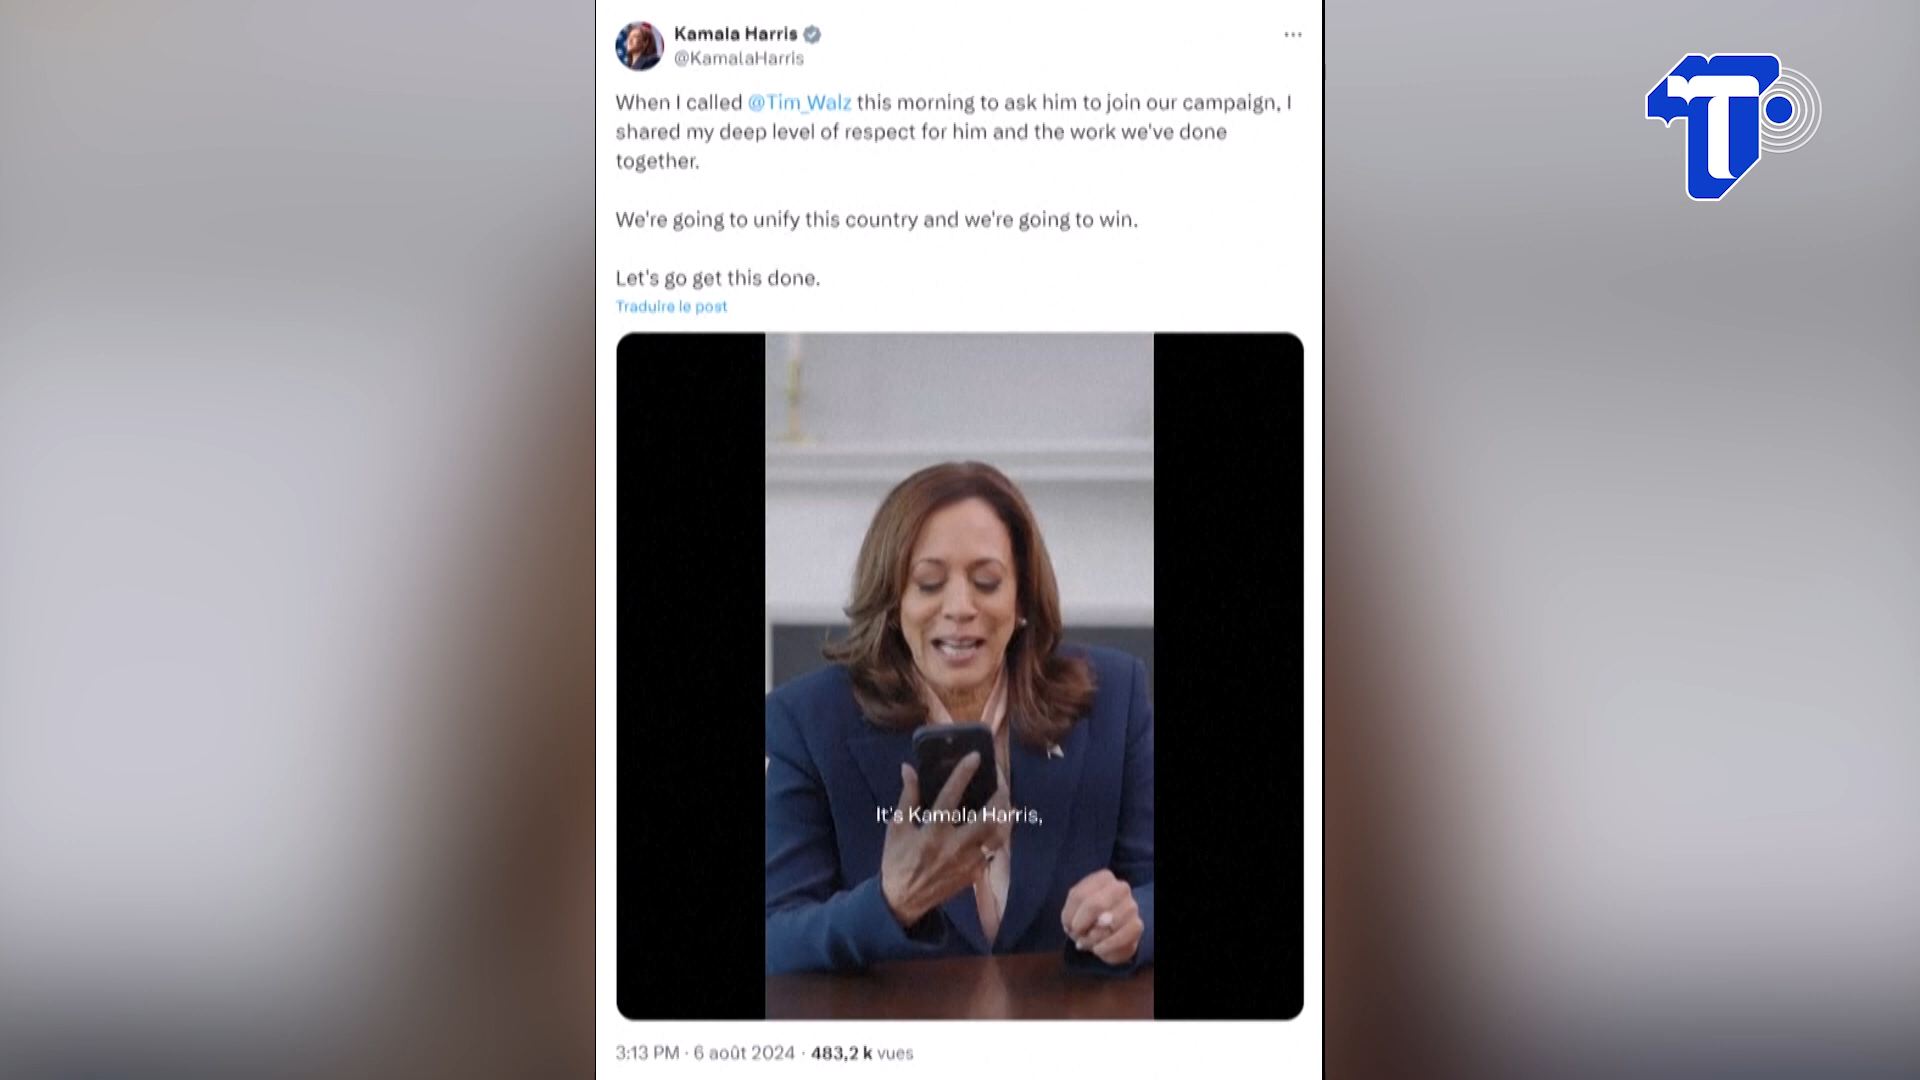 Kamala Harris
@KamalaHarris
When I called @Tim_Walz this morning to ask him to join our campaign, I
shared my deep level of respect for him and the work we've done
together.
We're going to unify this country and we're going to win.
Let's go get this done.
Traduire le post
It's Kamala Harris,
3:13 PM · 6 août 2024 · 483,2 k vues